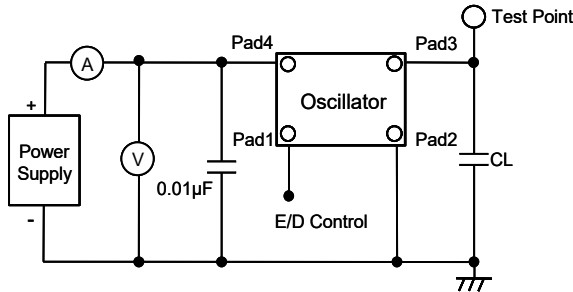 Test Point
Pad4
Pad3
A
Oscillator
+
Power
Supply
-
V
0.01µF
Pad1
Pad2
CL
E/D Control